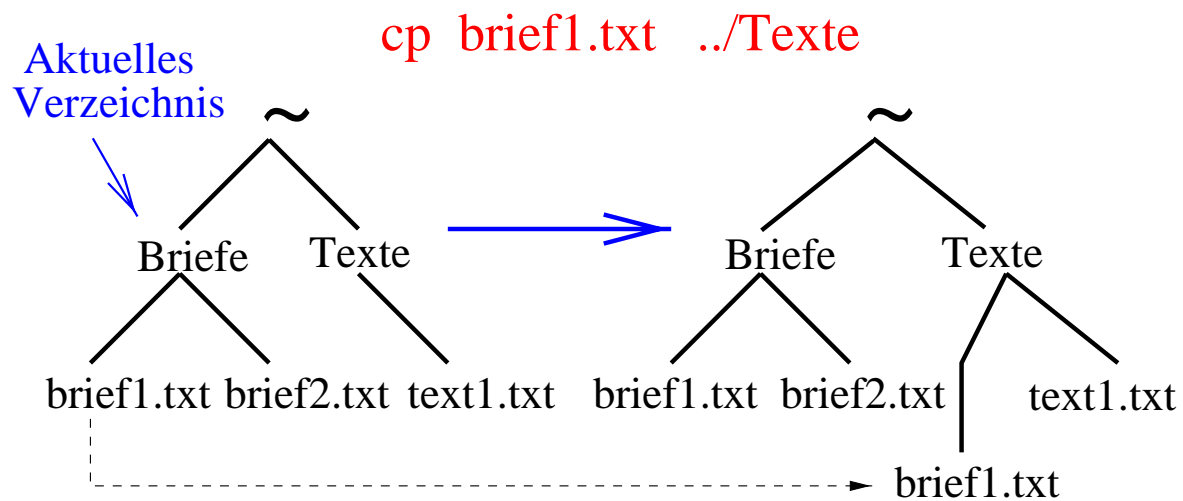 cp brief1.txt ../Texte
Aktuelles
Verzeichnis
~ ~
Briefe Texte Briefe Texte
brief1.txt brief2.txt text1.txt brief1.txt brief2.txt text1.txt
brief1.txt